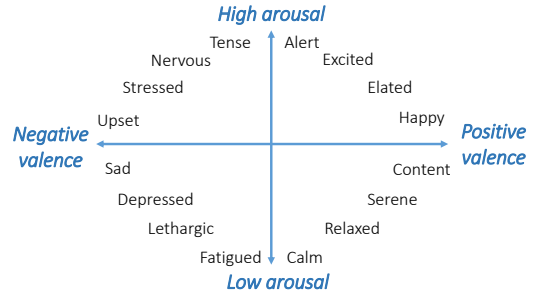 High arousal
Tense Alert
Nervous Excited
Stressed Elated
Upset Happy
Negative
valence
Positive
valence
Sad Content
Depressed Serene
Lethargic Relaxed
Fatigued Calm
Low arousal